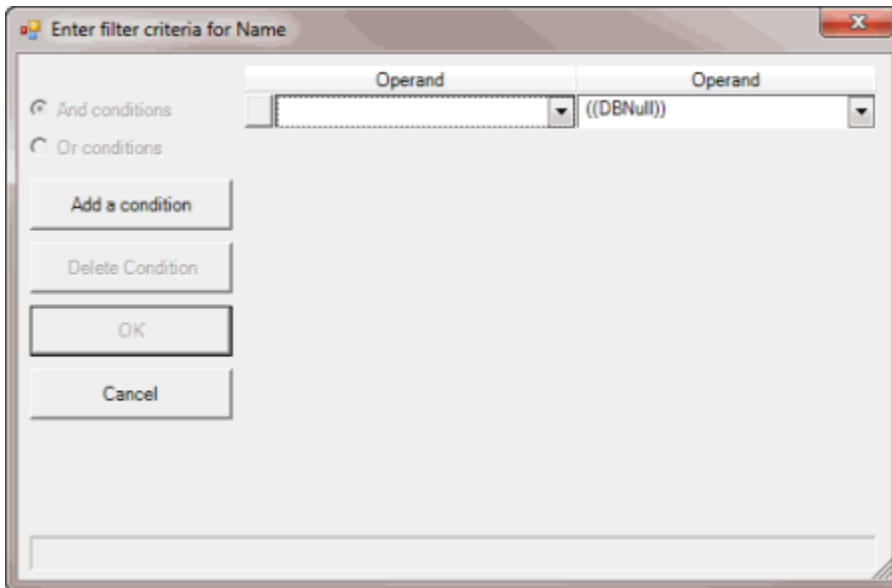 Enter filter criteria for Name
Operand Operand
And conditions
((DBNull))
Or conditions
Add a condition
Delete Condition
OK
Cancel